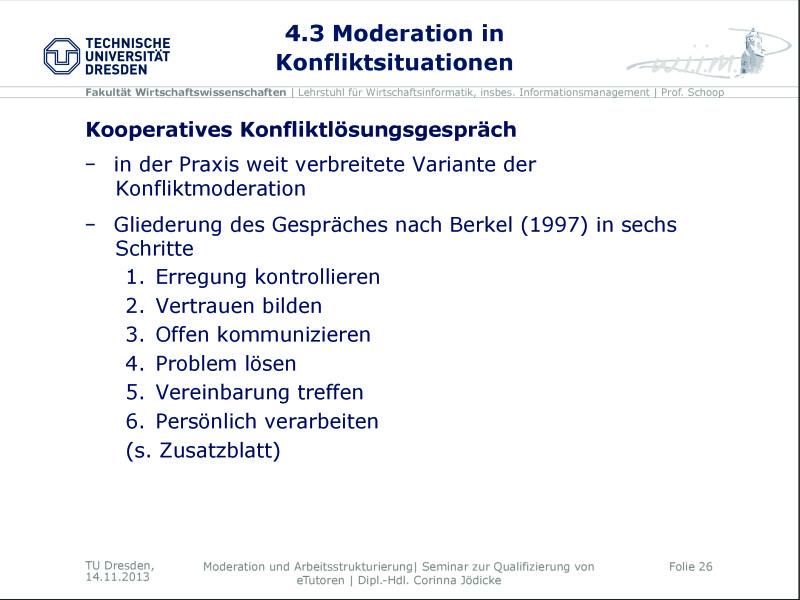 4.3 Moderation in
Konfliktsituationen
TECHNISCHE
UNIVERSITÄT
DRESDEN
wiim.
Fakultät Wirtschaftswissenschaften | Lehrstuhl für Wirtschaftsinformatik, insbes. Informationsmanagement | Prof. Schoop
Kooperatives Konfliktlösungsgespräch
– in der Praxis weit verbreitete Variante der
Konfliktmoderation
– Gliederung des Gespräches nach Berkel (1997) in sechs
Schritte
1. Erregung kontrollieren
2. Vertrauen bilden
3. Offen kommunizieren
4. Problem lösen
5. Vereinbarung treffen
6. Persönlich verarbeiten
(s. Zusatzblatt)
TU Dresden,
14.11.2013
Moderation und Arbeitsstrukturierung| Seminar zur Qualifizierung von
eTutoren | Dipl.-Hdl. Corinna Jödicke
Folie 26